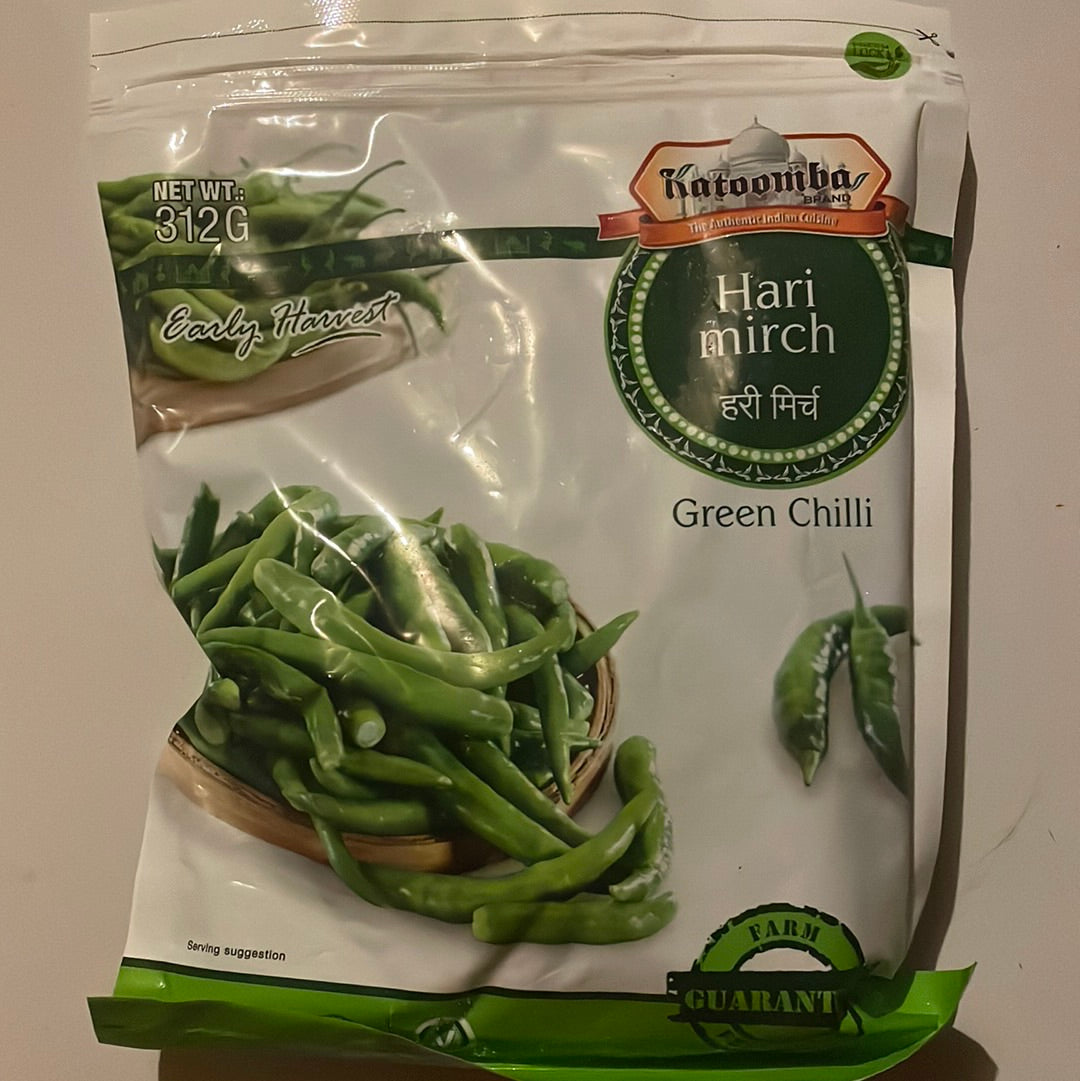 NET WT.:
312G
Early Harvest
Katoomba
BRAND
The Authentic Indian Cuisine
Hari
mirch
हरी मिर्च
Green Chilli
Serving suggestion
FARM
GUARANT